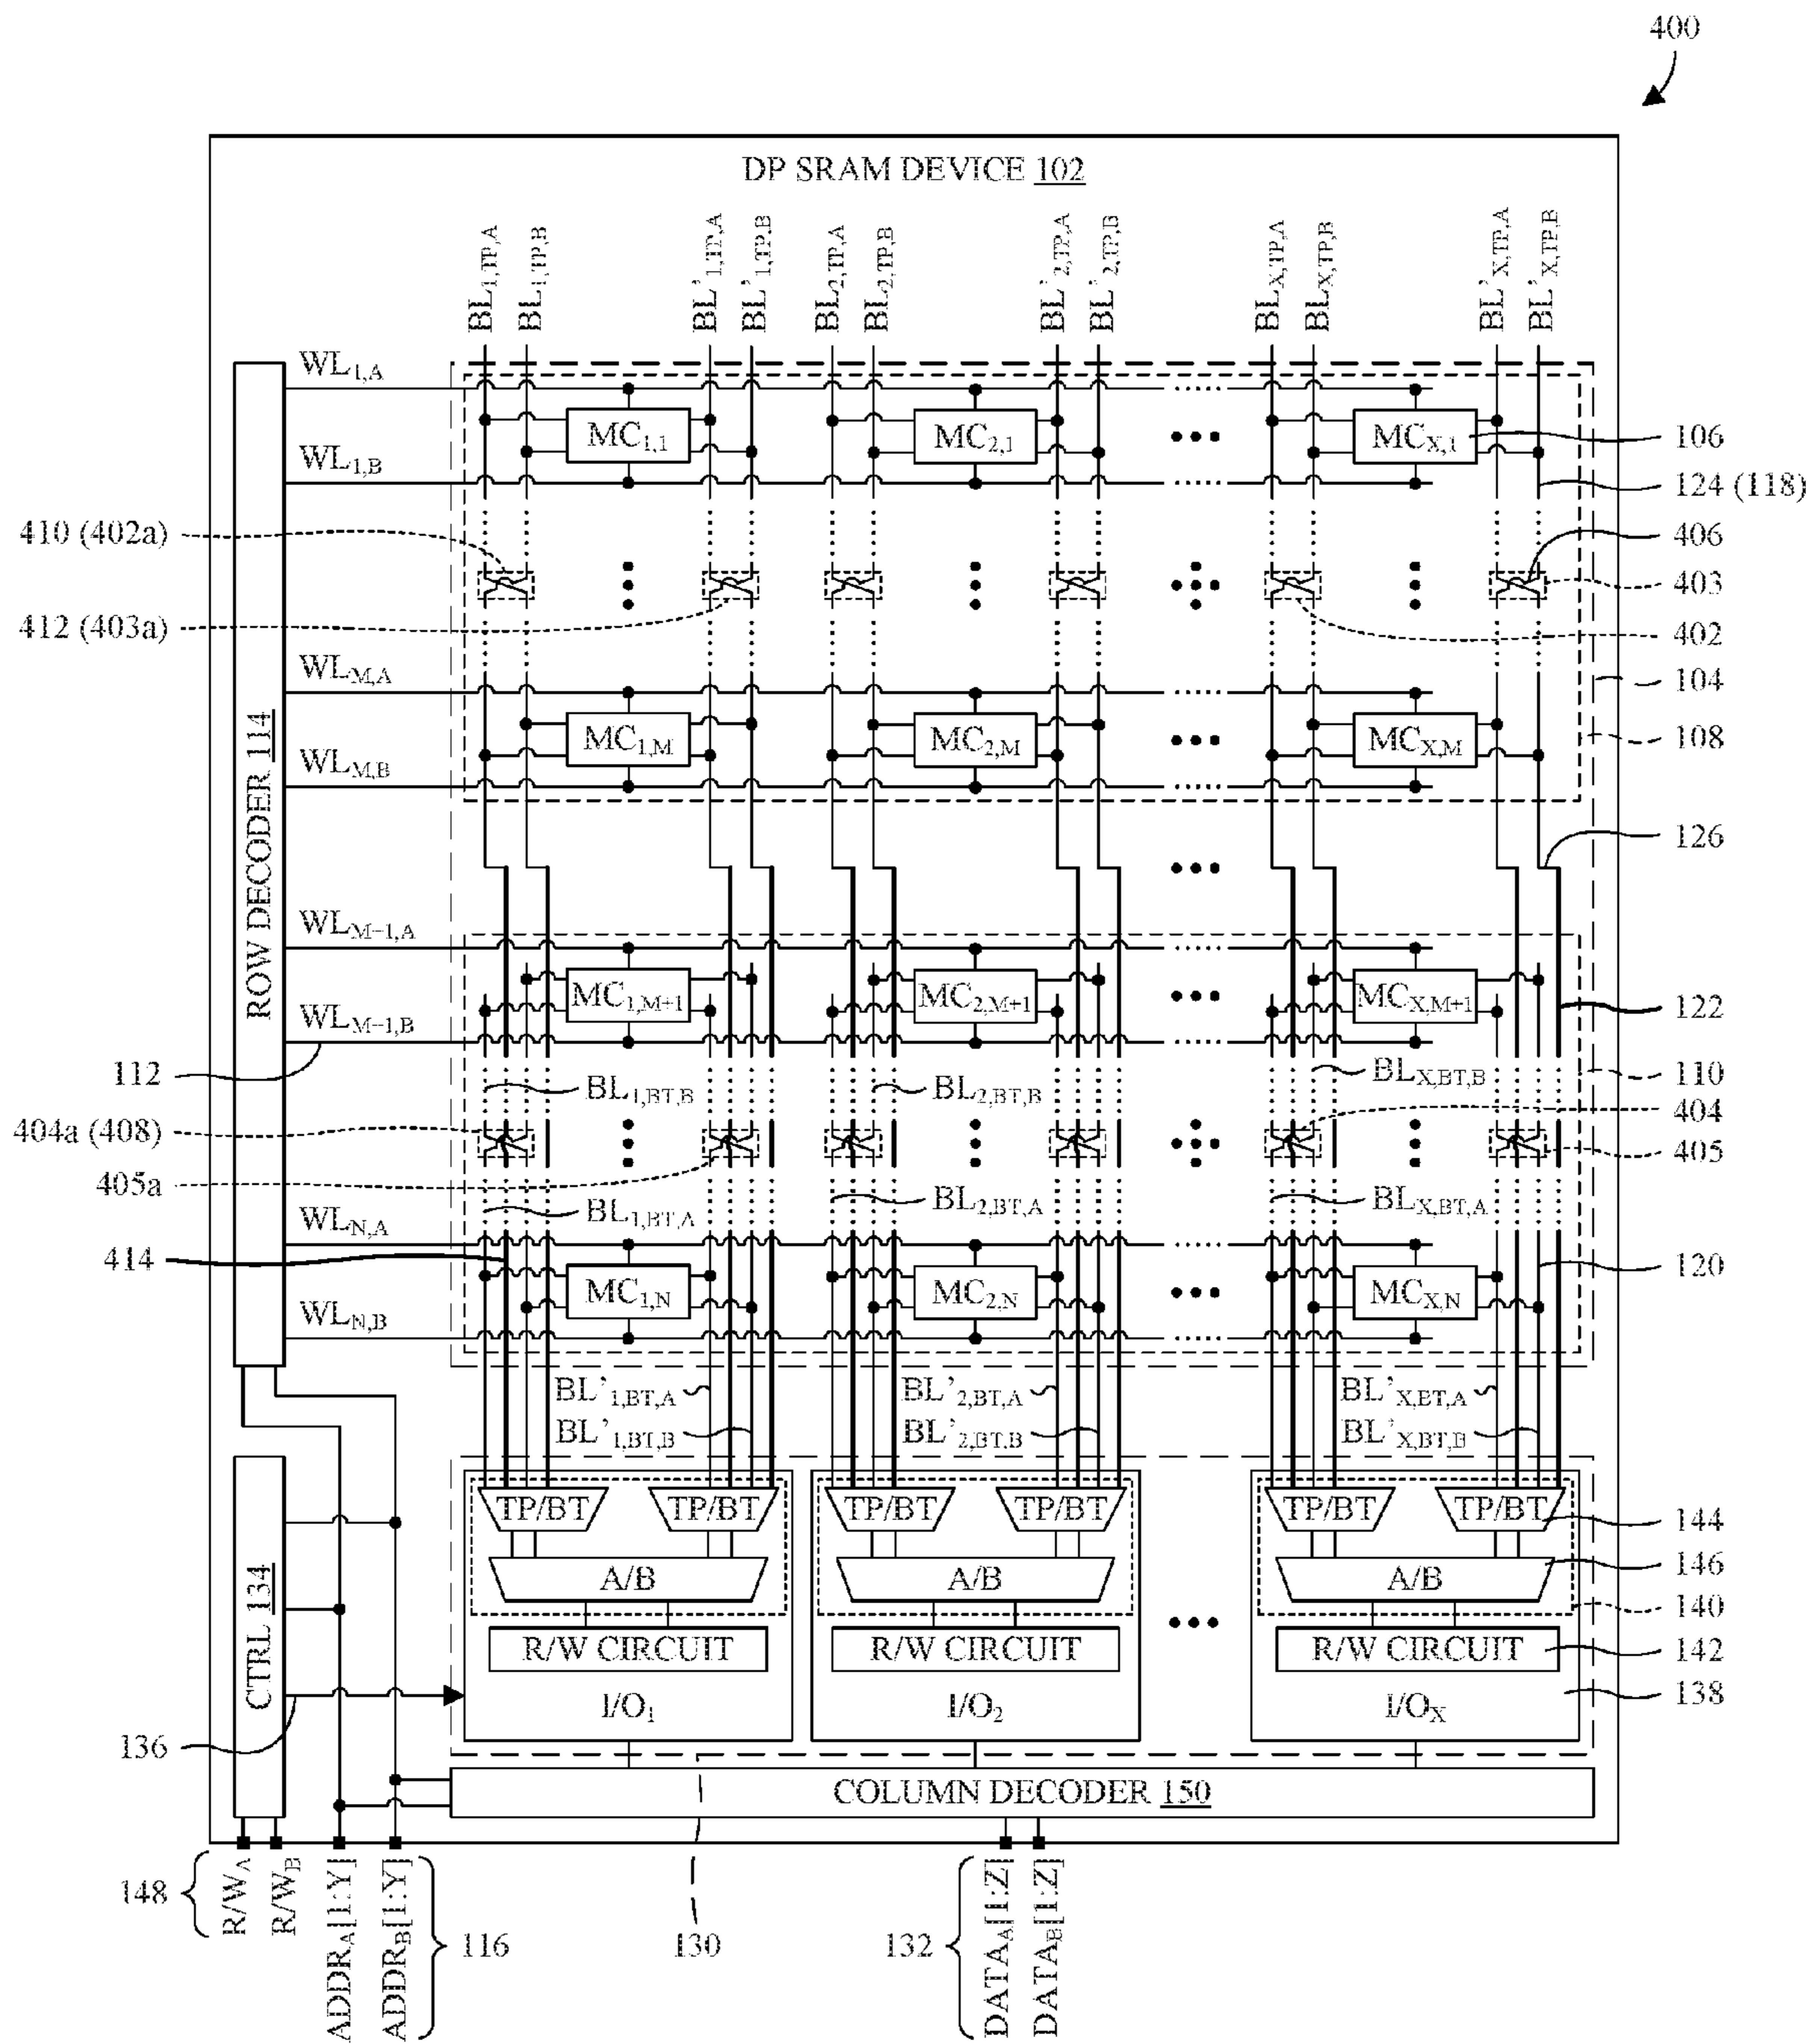 400
DP SRAM DEVICE 102
BL1,TP,A
BL1,TP,B
BL'1,TP,A
BL'1,TP,B
BL2,TP,A
BL2,TP,B
BL'2,TP,A
BL'2,TP,B
BLX,TP,A
BLX,TP,B
BL'X,TP,A
BL'X,TP,B
ROW DECODER 114
WL1,A
MC1,1 MC2,1 MCX,1 106
WL1,B
124 (118)
410 (402a) 406
403
412 (403a) 402
WLM,A 104
MC1,M MC2,M MCX,M 108
WLM,B
126
WLM−1,A
MC1,M+1 MC2,M+1 MCX,M+1 122
WLM−1,B
112 BL1,BT,B BL2,BT,B BLX,BT,B 110
404a (408) 404
405a 405
BL1,BT,A BL2,BT,A BLX,BT,A
WLN,A
414 MC1,N MC2,N MCX,N 120
WLN,B
BL'1,BT,A BL'2,BT,A BL'X,BT,A
BL'1,BT,B BL'2,BT,B BL'X,BT,B
CTRL 134
TP/BT TP/BT TP/BT TP/BT TP/BT TP/BT 144
A/B A/B A/B 146
140
R/W CIRCUIT R/W CIRCUIT R/W CIRCUIT 142
I/O1 I/O2 I/OX 138
136
COLUMN DECODER 150
148
R/WA
R/WB
ADDRA[1:Y]
ADDRB[1:Y]
116
130
132
DATAA[1:Z]
DATAB[1:Z]